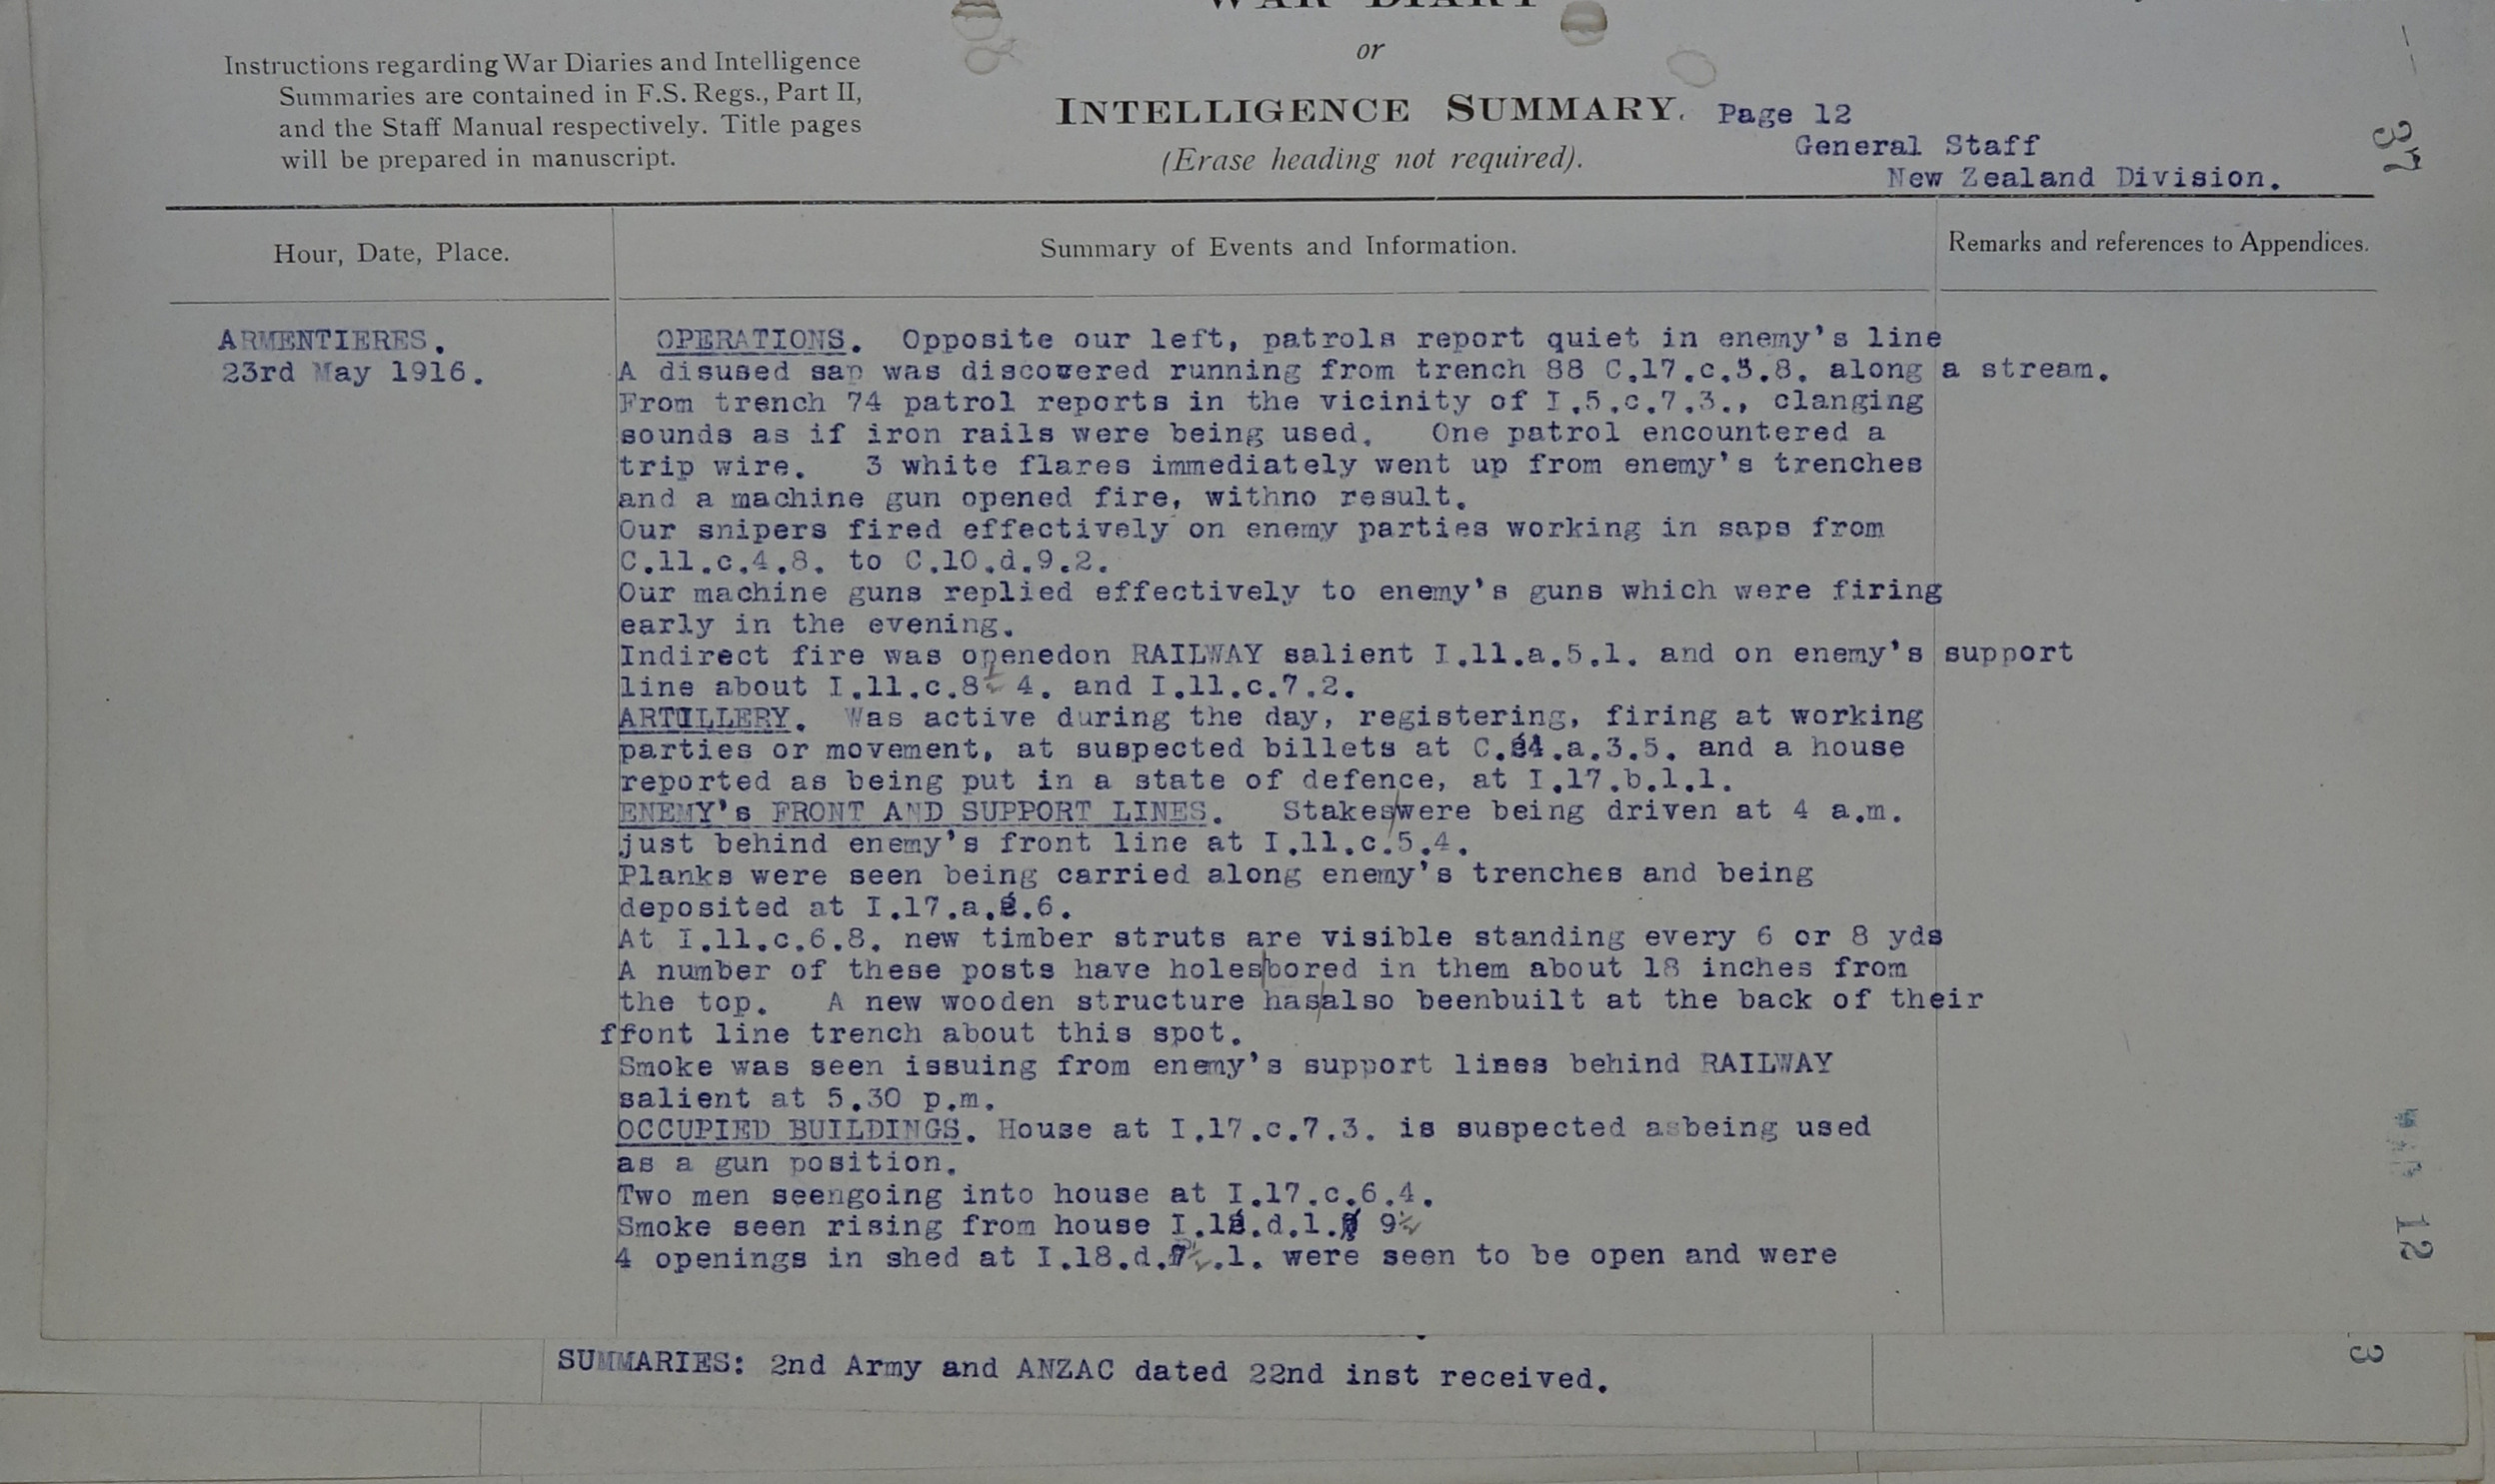 WAR DIARY
or
INTELLIGENCE SUMMARY.
(Erase heading not required).
Instructions regarding War Diaries and Intelligence
Summaries are contained in F.S. Regs., Part II,
and the Staff Manual respectively. Title pages
will be prepared in manuscript.
Page 12
General Staff
New Zealand Division.
37
Hour, Date, Place.
Summary of Events and Information.
Remarks and references to Appendices.
ARMENTIERES.
23rd May 1916.
OPERATIONS. Opposite our left, patrols report quiet in enemy's line
A disused sap was discovered running from trench 88 C.17.c.3.8. along a stream.
From trench 74 patrol reports in the vicinity of I.5.c.7.3., clanging
sounds as if iron rails were being used. One patrol encountered a
trip wire. 3 white flares immediately went up from enemy's trenches
and a machine gun opened fire, withno result.
Our snipers fired effectively on enemy parties working in saps from
C.11.c.4.8. to C.10.d.9.2.
Our machine guns replied effectively to enemy's guns which were firing
early in the evening.
Indirect fire was openedon RAILWAY salient I.11.a.5.1. and on enemy's support
line about I.11.c.8½ 4. and I.11.c.7.2.
ARTILLERY. Was active during the day, registering, firing at working
parties or movement, at suspected billets at C.24.a.3.5. and a house
reported as being put in a state of defence, at I.17.b.1.1.
ENEMY's FRONT AND SUPPORT LINES. Stakes/were being driven at 4 a.m.
just behind enemy's front line at I.11.c.5.4.
Planks were seen being carried along enemy's trenches and being
deposited at I.17.a. .6.
At I.11.c.6.8. new timber struts are visible standing every 6 or 8 yds
A number of these posts have holes/bored in them about 18 inches from
the top. A new wooden structure has/also beenbuilt at the back of their
ffont line trench about this spot.
Smoke was seen issuing from enemy's support lines behind RAILWAY
salient at 5.30 p.m.
OCCUPIED BUILDINGS. House at I.17.c.7.3. is suspected asbeing used
as a gun position.
Two men seengoing into house at I.17.c.6.4.
Smoke seen rising from house 9½
4 openings in shed at were seen to be open and were
12
SUMMARIES: 2nd Army and ANZAC dated 22nd inst received.
3